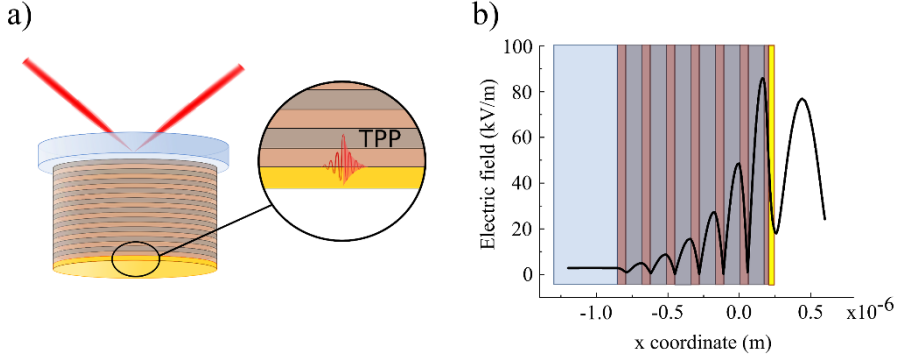 a)
TPP
b)
Electric field (kV/m)
100
80
60
40
20
0
-1.0 -0.5 0.0 0.5 x10⁻⁶
x coordinate (m)